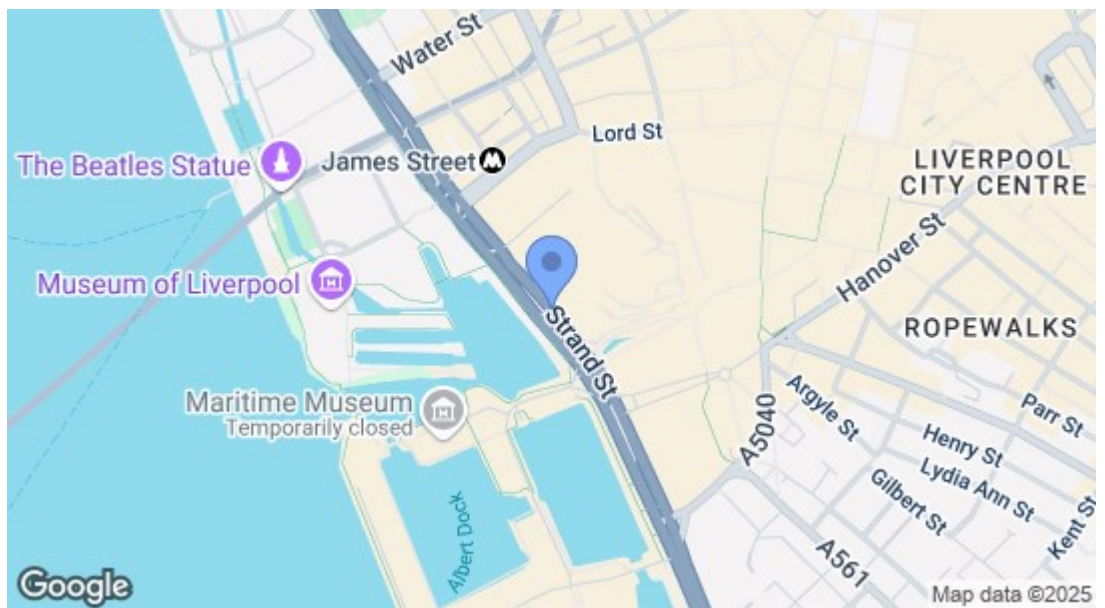 Water St
Lord St
The Beatles Statue
James Street
LIVERPOOL
CITY CENTRE
Hanover St
Museum of Liverpool
Strand St
ROPEWALKS
Maritime Museum
Temporarily closed
Argyle St
Parr St
A5040
Henry St
Lydia Ann St
Gilbert St
Kent St
Albert Dock
A561
Google
Map data ©2025